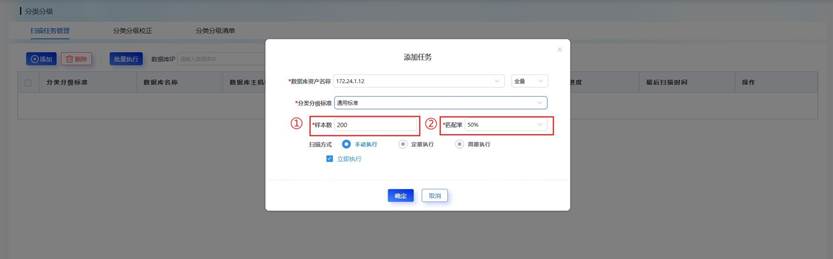 分类分级
扫描任务管理 分类分级校正 分类分级清单
添加 删除 批量执行 数据库IP
分类分级标准 数据库名称 数据库主机 进度 最后扫描时间 操作
添加任务
*数据库资产名称 172.24.1.12 全量
*分类分级标准 通用标准
① *样本数 200 ② *匹配率 50%
扫描方式 手动执行 定时执行 周期执行
立即执行
确定 取消